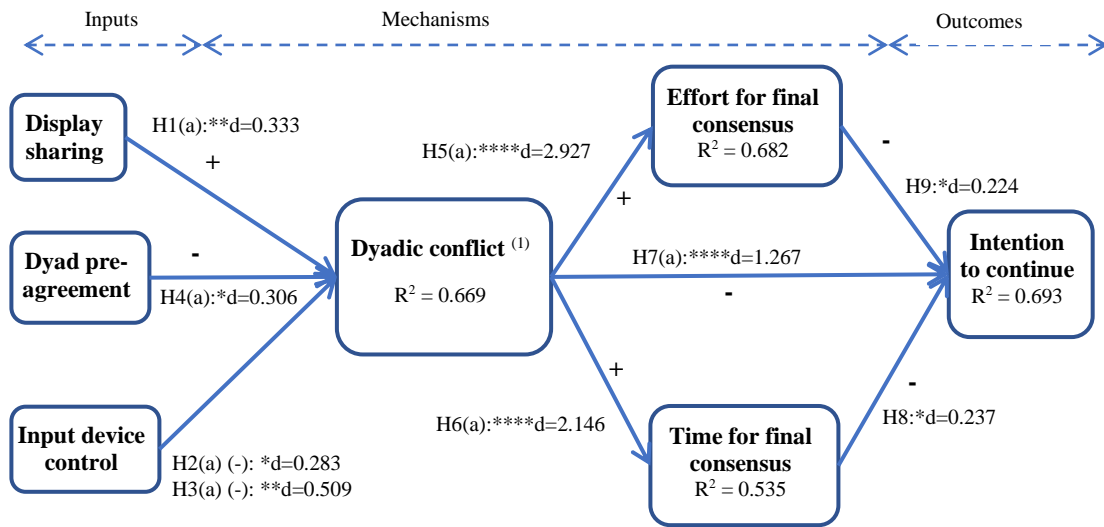 Inputs
Mechanisms
Outcomes
Display
sharing
H1(a):**d=0.333
+
Dyad pre-
agreement
-
H4(a):*d=0.306
Input device
control
H2(a) (-): *d=0.283
H3(a) (-): **d=0.509
Dyadic conflict (1)
R² = 0.669
H5(a):****d=2.927
+
H7(a):****d=1.267
-
+
H6(a):****d=2.146
Effort for final
consensus
R² = 0.682
Time for final
consensus
R² = 0.535
-
H9:*d=0.224
-
H8:*d=0.237
Intention
to continue
R² = 0.693